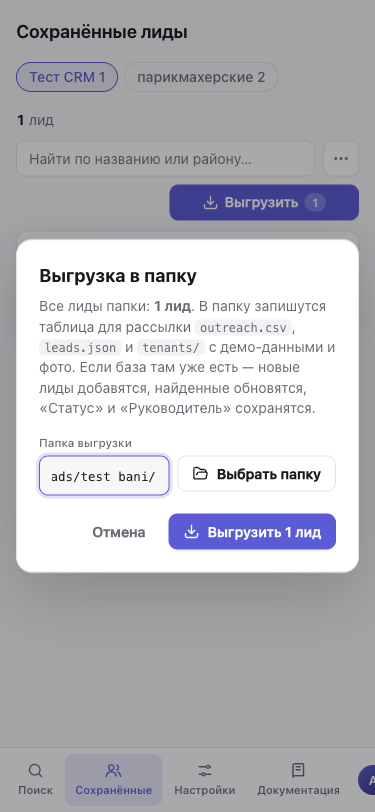 Сохранённые лиды
Тест CRM 1 парикмахерские 2
1 лид
Найти по названию или району...
Выгрузить 1
Выгрузка в папку
Все лиды папки: 1 лид. В папку запишутся
таблица для рассылки outreach.csv,
leads.json и tenants/ с демо-данными и
фото. Если база там уже есть — новые
лиды добавятся, найденные обновятся,
«Статус» и «Руководитель» сохранятся.
Папка выгрузки
ads/test bani/ Выбрать папку
Отмена Выгрузить 1 лид
Поиск Сохранённые Настройки Документация